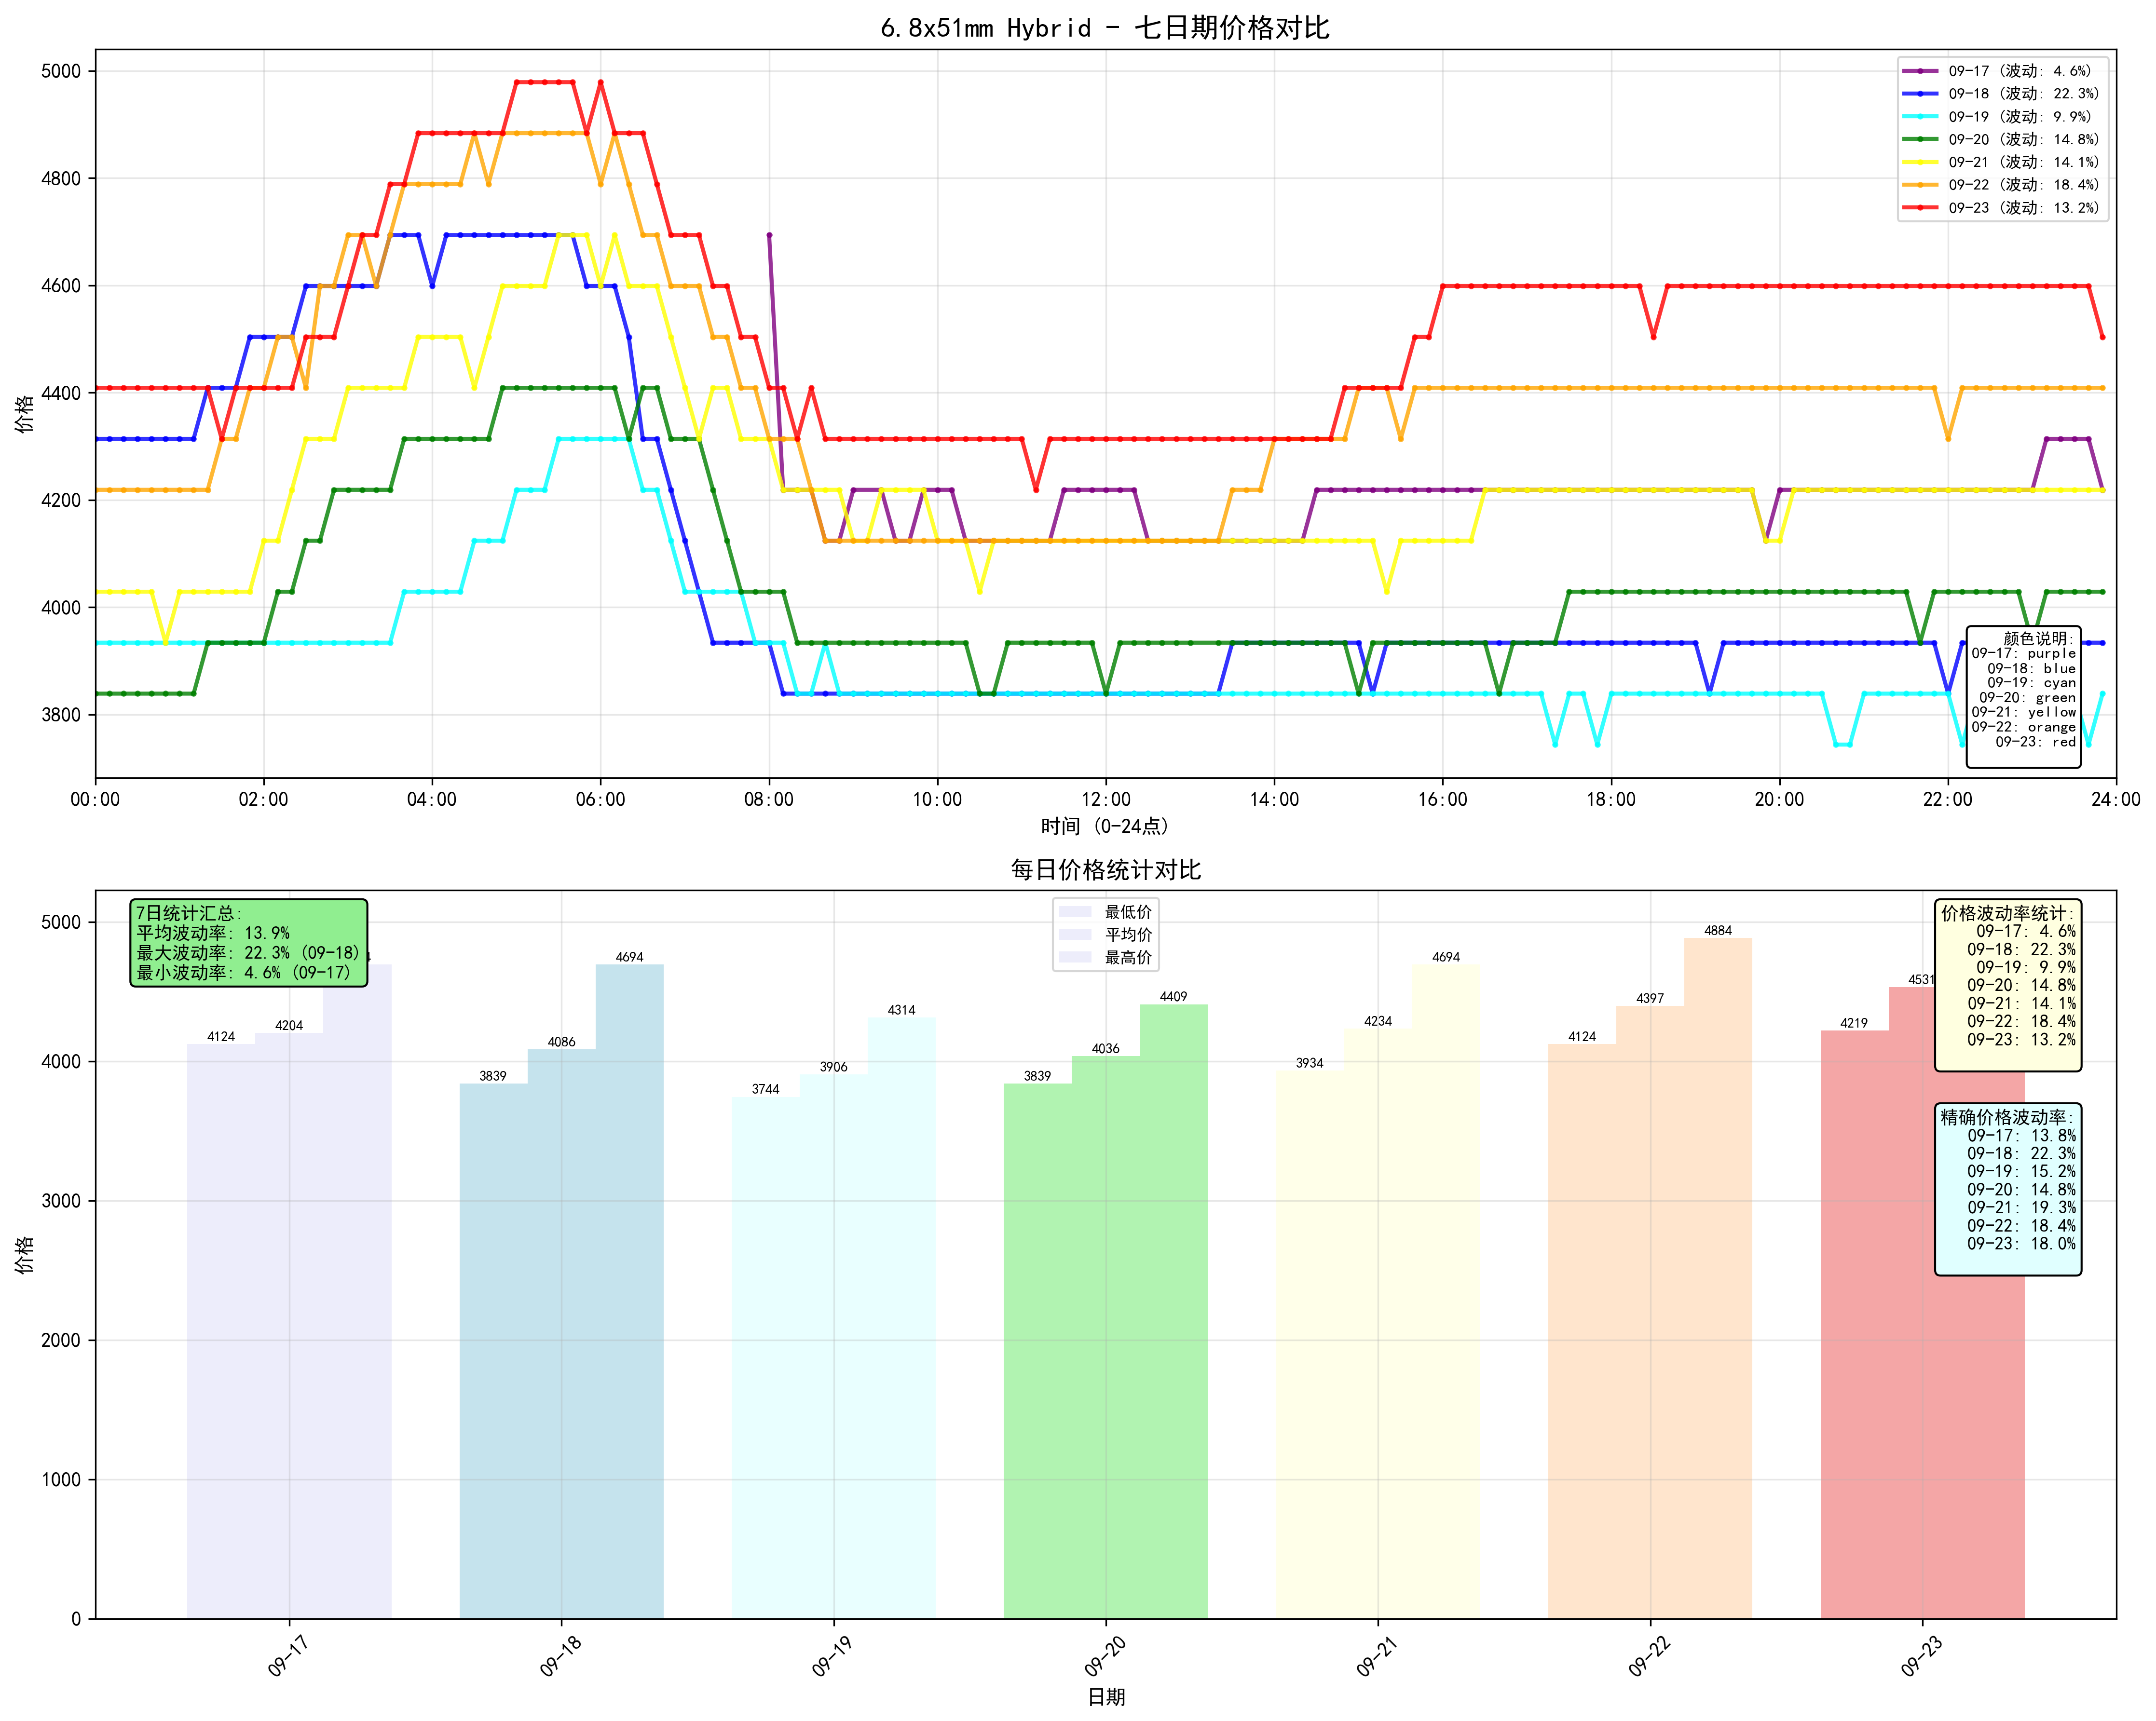 6.8x51mm Hybrid - 七日期价格对比
09-17 (波动: 4.6%)
09-18 (波动: 22.3%)
09-19 (波动: 9.9%)
09-20 (波动: 14.8%)
09-21 (波动: 14.1%)
09-22 (波动: 18.4%)
09-23 (波动: 13.2%)
5000
4800
4600
4400
4200
4000
3800
价格
颜色说明:
09-17: purple
09-18: blue
09-19: cyan
09-20: green
09-21: yellow
09-22: orange
09-23: red
00:00 02:00 04:00 06:00 08:00 10:00 12:00 14:00 16:00 18:00 20:00 22:00 24:00
时间 (0-24点)
每日价格统计对比
7日统计汇总:
平均波动率: 13.9%
最大波动率: 22.3% (09-18)
最小波动率: 4.6% (09-17)
最低价
平均价
最高价
价格波动率统计:
09-17: 4.6%
09-18: 22.3%
09-19: 9.9%
09-20: 14.8%
09-21: 14.1%
09-22: 18.4%
09-23: 13.2%
精确价格波动率:
09-17: 13.8%
09-18: 22.3%
09-19: 15.2%
09-20: 14.8%
09-21: 19.3%
09-22: 18.4%
09-23: 18.0%
4124 4204
3839 4086 4694
3744 3906 4314
3839 4036 4409
3934 4234 4694
4124 4397 4884
4219 4531
5000
4000
3000
2000
1000
0
价格
09-17 09-18 09-19 09-20 09-21 09-22 09-23
日期